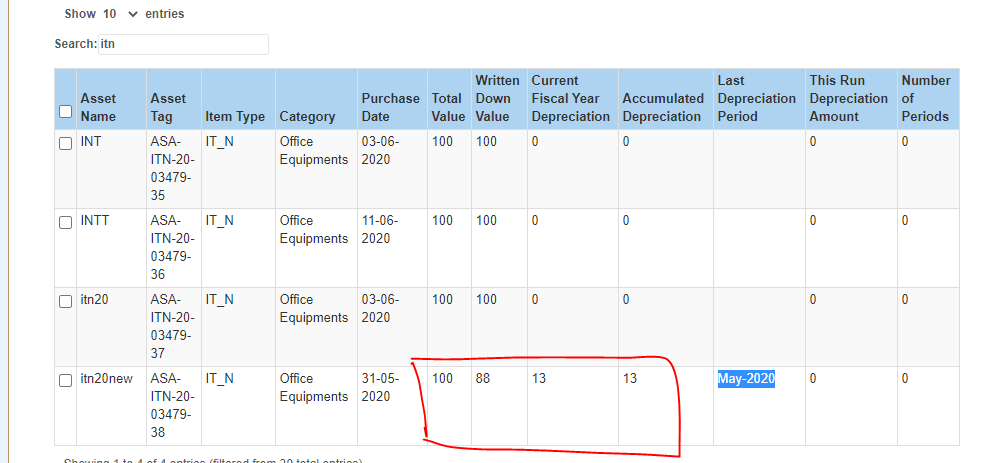 Show 10 entries
Search: itn
Asset Name Asset Tag Item Type Category Purchase Date Total Value Written Down Value Current Fiscal Year Depreciation Accumulated Depreciation Last Depreciation Period This Run Depreciation Amount Number of Periods
INT ASA-ITN-20-03479-35 IT_N Office Equipments 03-06-2020 100 100 0 0 0 0
INTT ASA-ITN-20-03479-36 IT_N Office Equipments 11-06-2020 100 100 0 0 0 0
itn20 ASA-ITN-20-03479-37 IT_N Office Equipments 03-06-2020 100 100 0 0 0 0
itn20new ASA-ITN-20-03479-38 IT_N Office Equipments 31-05-2020 100 88 13 13 May-2020 0 0
Showing 1 to 4 of 4 entries (filtered from 20 total entries)